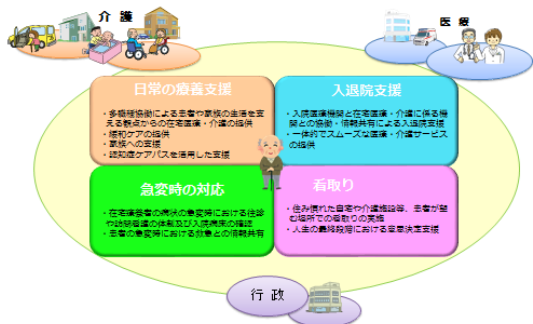 介 護
医 療
日常の療養支援
・多職種協働による患者や家族の生活を支
える観点からの在宅医療・介護の提供
・緩和ケアの提供
・家族への支援
・認知症ケアパスを活用した支援
入退院支援
・入院医療機関と在宅医療・介護に係る機
関との協働・情報共有による入退院支援
・一体的でスムーズな医療・介護サービス
の提供
急変時の対応
・在宅療養者の病状の急変時における往診
や訪問看護の体制及び入院病床の確認
・患者の急変時における救急との情報共有
看取り
・住み慣れた自宅や介護施設等、患者が望
む場所での看取りの実施
・人生の最終段階における意思決定支援
行 政